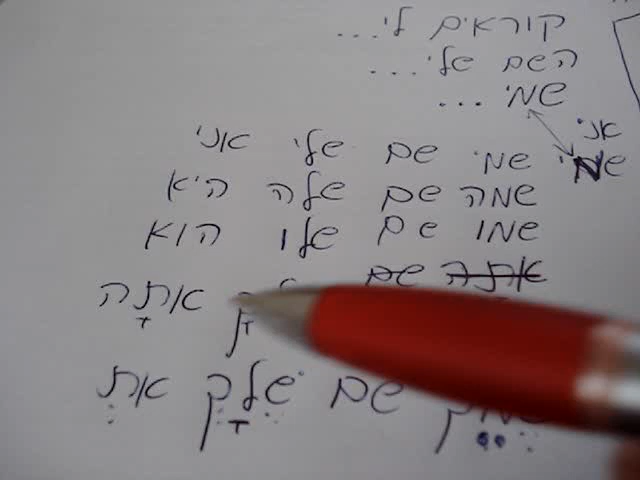 קוראים לי...
השם שלי...
שמי ...
אני
שמי שם שלי אני
שמה שם שלה היא
שמו שם שלו הוא
אתה שם
אתָה
שם שֶלָךְ אתְ